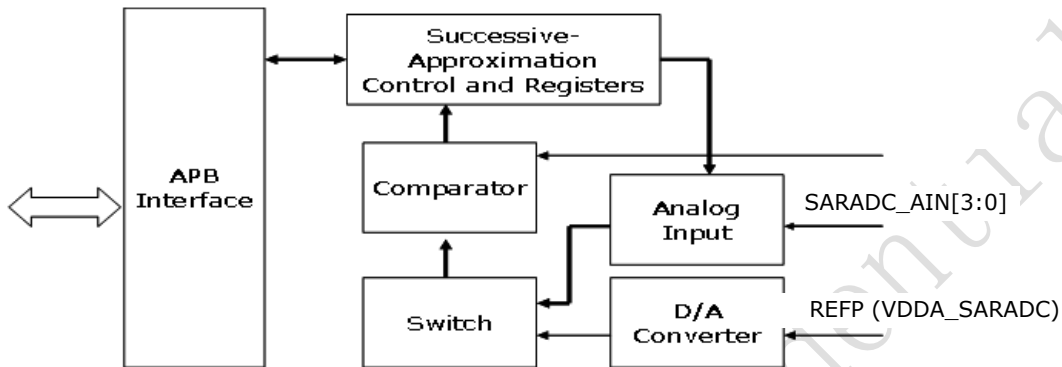 Successive-
Approximation
Control and Registers
APB
Interface
Comparator
Analog
Input
SARADC_AIN[3:0]
Switch
D/A
Converter
REFP (VDDA_SARADC)